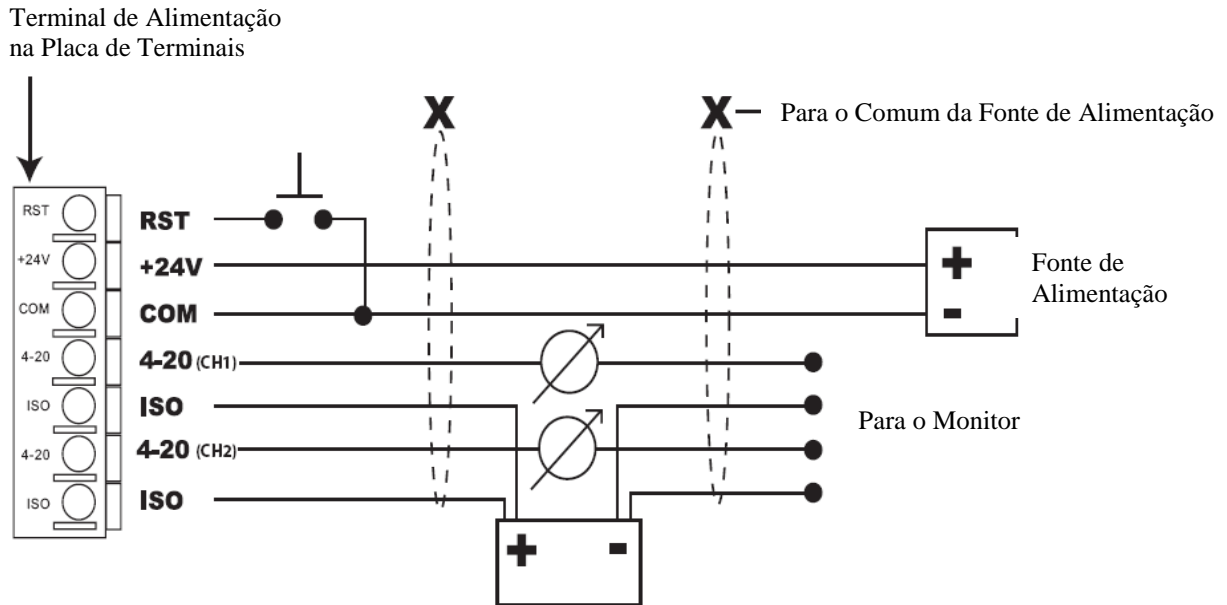 Terminal de Alimentação
na Placa de Terminais
X
X
Para o Comum da Fonte de Alimentação
RST
RST
+24V
+24V
+
Fonte de
Alimentação
COM
COM
-
4-20
4-20 (CH1)
ISO
ISO
Para o Monitor
4-20
4-20 (CH2)
ISO
ISO
+ -